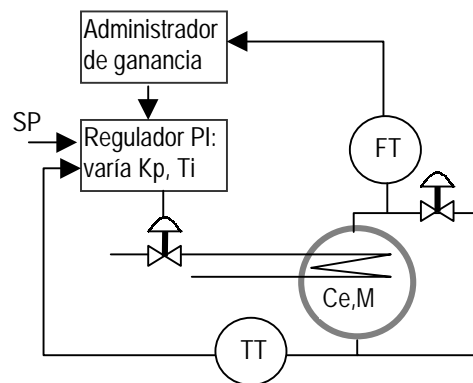 Administrador
de ganancia
SP
Regulador PI:
varía Kp, Ti
FT
Ce,M
TT